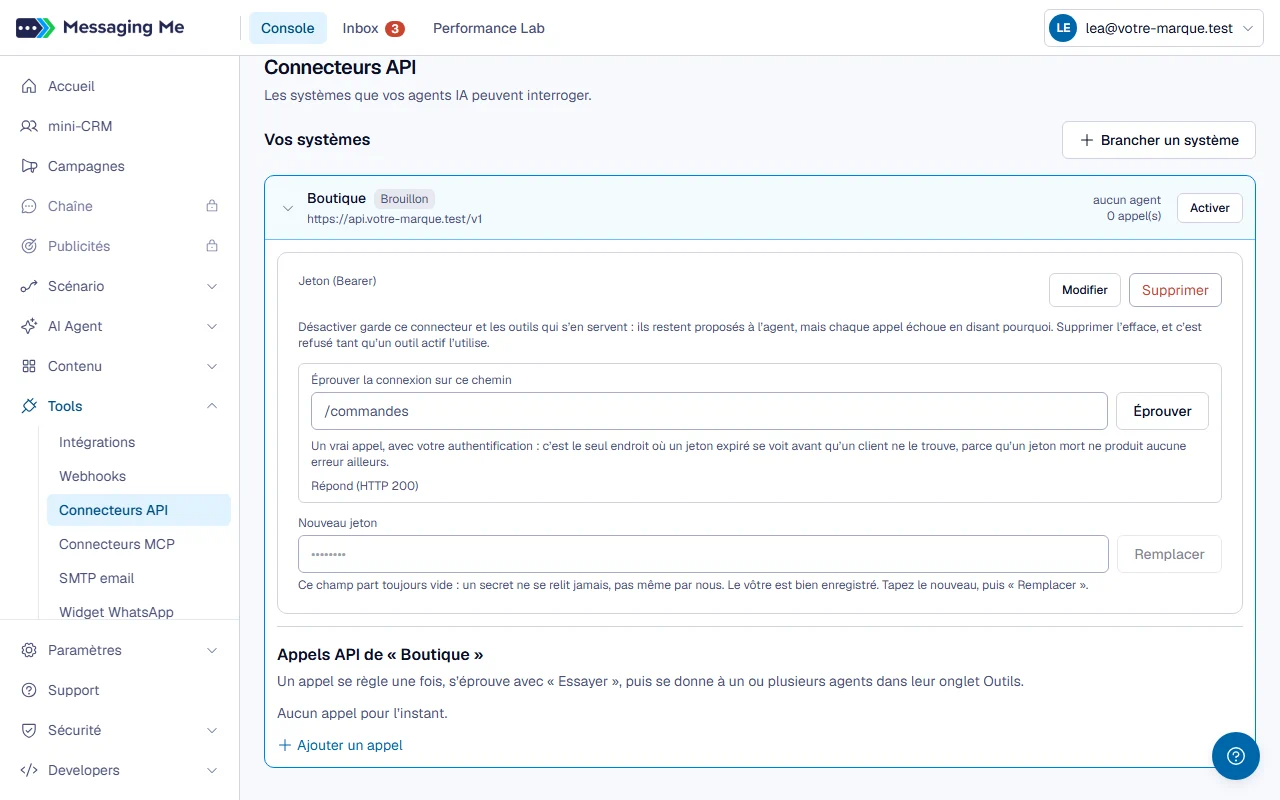 Messaging Me
Console
Inbox 3
Performance Lab
LE lea@votre-marque.test
Accueil
mini-CRM
Campagnes
Chaîne
Publicités
Scénario
AI Agent
Contenu
Tools
Intégrations
Webhooks
Connecteurs API
Connecteurs MCP
SMTP email
Widget WhatsApp
Paramètres
Support
Sécurité
Developers
Connecteurs API
Les systèmes que vos agents IA peuvent interroger.
Vos systèmes
Brancher un système
Boutique Brouillon
https://api.votre-marque.test/v1
aucun agent
0 appel(s)
Activer
Jeton (Bearer)
Modifier
Supprimer
Désactiver garde ce connecteur et les outils qui s'en servent : ils restent proposés à l'agent, mais chaque appel échoue en disant pourquoi. Supprimer l'efface, et c'est
refusé tant qu'un outil actif l'utilise.
Éprouver la connexion sur ce chemin
/commandes
Éprouver
Un vrai appel, avec votre authentification : c'est le seul endroit où un jeton expiré se voit avant qu'un client ne le trouve, parce qu'un jeton mort ne produit aucune
erreur ailleurs.
Répond (HTTP 200)
Nouveau jeton
••••••••
Remplacer
Ce champ part toujours vide : un secret ne se relit jamais, pas même par nous. Le vôtre est bien enregistré. Tapez le nouveau, puis « Remplacer ».
Appels API de « Boutique »
Un appel se règle une fois, s'éprouve avec « Essayer », puis se donne à un ou plusieurs agents dans leur onglet Outils.
Aucun appel pour l'instant.
Ajouter un appel